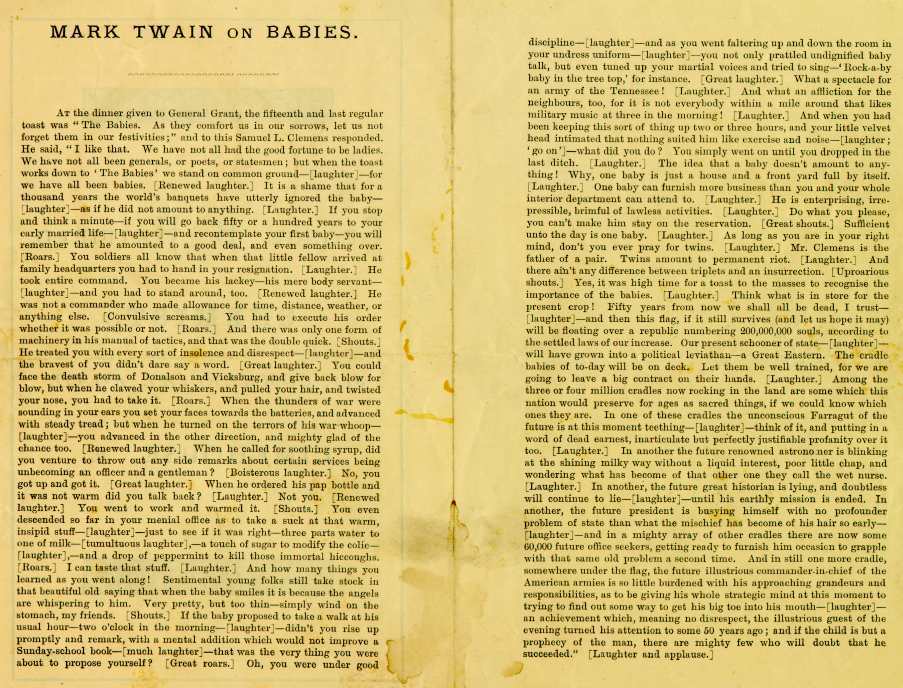 MARK TWAIN ON BABIES.
At the dinner given to General Grant, the fifteenth and last regular
toast was "The Babies. As they comfort us in our sorrows, let us not
forget them in our festivities;" and to this Samuel L. Clemens responded.
He said, "I like that. We have not all had the good fortune to be ladies.
We have not all been generals, or poets, or statesmen; but when the toast
works down to 'The Babies' we stand on common ground—[laughter]—for
we have all been babies. [Renewed laughter.] It is a shame that for a
thousand years the world's banquets have utterly ignored the baby—
[laughter]—as if he did not amount to anything. [Laughter.] If you stop
and think a minute—if you will go back fifty or a hundred years to your
early married life—[laughter]—and recontemplate your first baby—you will
remember that he amounted to a good deal, and even something over.
[Roars.] You soldiers all know that when that little fellow arrived at
family headquarters you had to hand in your resignation. [Laughter.] He
took entire command. You became his lackey—his mere body servant—
[laughter]—and you had to stand around, too. [Renewed laughter.] He
was not a commander who made allowance for time, distance, weather, or
anything else. [Convulsive screams.] You had to execute his order
whether it was possible or not. [Roars.] And there was only one form of
machinery in his manual of tactics, and that was the double quick. [Shouts.]
He treated you with every sort of insolence and disrespect—[laughter]—and
the bravest of you didn't dare say a word. [Great laughter.] You could
face the death storm of Donalson and Vicksburg, and give back blow for
blow, but when he clawed your whiskers, and pulled your hair, and twisted
your nose, you had to take it. [Roars.] When the thunders of war were
sounding in your ears you set your faces towards the batteries, and advanced
with steady tread; but when he turned on the terrors of his war-whoop—
[laughter]—you advanced in the other direction, and mighty glad of the
chance too. [Renewed laughter.] When he called for soothing syrup, did
you venture to throw out any side remarks about certain services being
unbecoming an officer and a gentleman? [Boisterous laughter.] No, you
got up and got it. [Great laughter.] When he ordered his pap bottle and
it was not warm did you talk back? [Laughter.] Not you. [Renewed
laughter.] You went to work and warmed it. [Shouts.] You even
descended so far in your menial office as to take a suck at that warm,
insipid stuff—[laughter]—just to see if it was right—three parts water to
one of milk—[tumultuous laughter],—a touch of sugar to modify the colic—
[laughter],—and a drop of peppermint to kill those immortal hiccoughs.
[Roars.] I can taste that stuff. [Laughter.] And how many things you
learned as you went along! Sentimental young folks still take stock in
that beautiful old saying that when the baby smiles it is because the angels
are whispering to him. Very pretty, but too thin—simply wind on the
stomach, my friends. [Shouts.] If the baby proposed to take a walk at his
usual hour—two o'clock in the morning—[laughter]—didn't you rise up
promptly and remark, with a mental addition which would not improve a
Sunday-school book—[much laughter]—that was the very thing you were
about to propose yourself? [Great roars.] Oh, you were under good
discipline—[laughter]—and as you went faltering up and down the room in
your undress uniform—[laughter]—you not only prattled undignified baby
talk, but even tuned up your martial voices and tried to sing—'Rock-a-by
baby in the tree top,' for instance. [Great laughter.] What a spectacle for
an army of the Tennessee! [Laughter.] And what an affliction for the
neighbours, too, for it is not everybody within a mile around that likes
military music at three in the morning! [Laughter.] And when you had
been keeping this sort of thing up two or three hours, and your little velvet
head intimated that nothing suited him like exercise and noise—[laughter;
'go on']—what did you do? You simply went on until you dropped in the
last ditch. [Laughter.] The idea that a baby doesn't amount to any-
thing! Why, one baby is just a house and a front yard full by itself.
[Laughter.] One baby can furnish more business than you and your whole
interior department can attend to. [Laughter.] He is enterprising, irre-
pressible, brimful of lawless activities. [Laughter.] Do what you please,
you can't make him stay on the reservation. [Great shouts.] Sufficient
unto the day is one baby. [Laughter.] As long as you are in your right
mind, don't you ever pray for twins. [Laughter.] Mr. Clemens is the
father of a pair. Twins amount to permanent riot. [Laughter.] And
there ain't any difference between triplets and an insurrection. [Uproarious
shouts.] Yes, it was high time for a toast to the masses to recognise the
importance of the babies. [Laughter.] Think what is in store for the
present crop! Fifty years from now we shall all be dead, I trust—
[laughter]—and then this flag, if it still survives (and let us hope it may)
will be floating over a republic numbering 200,000,000 souls, according to
the settled laws of our increase. Our present schooner of state—[laughter]—
will have grown into a political leviathan—a Great Eastern. The cradle
babies of to-day will be on deck. Let them be well trained, for we are
going to leave a big contract on their hands. [Laughter.] Among the
three or four million cradles now rocking in the land are some which this
nation would preserve for ages as sacred things, if we could know which
ones they are. In one of these cradles the unconscious Farragut of the
future is at this moment teething—[laughter]—think of it, and putting in a
word of dead earnest, inarticulate but perfectly justifiable profanity over it
too. [Laughter.] In another the future renowned astronomer is blinking
at the shining milky way without a liquid interest, poor little chap, and
wondering what has become of that other one they call the wet nurse.
[Laughter.] In another, the future great historian is lying, and doubtless
will continue to lie—[laughter]—until his earthly mission is ended. In
another, the future president is busying himself with no profounder
problem of state than what the mischief has become of his hair so early—
[laughter]—and in a mighty array of other cradles there are now some
60,000 future office seekers, getting ready to furnish him occasion to grapple
with that same old problem a second time. And in still one more cradle,
somewhere under the flag, the future illustrious commander-in-chief of the
American armies is so little burdened with his approaching grandeurs and
responsibilities, as to be giving his whole strategic mind at this moment to
trying to find out some way to get his big toe into his mouth—[laughter]—
an achievement which, meaning no disrespect, the illustrious guest of the
evening turned his attention to some 50 years ago; and if the child is but a
prophecy of the man, there are mighty few who will doubt that he
succeeded." [Laughter and applause.]